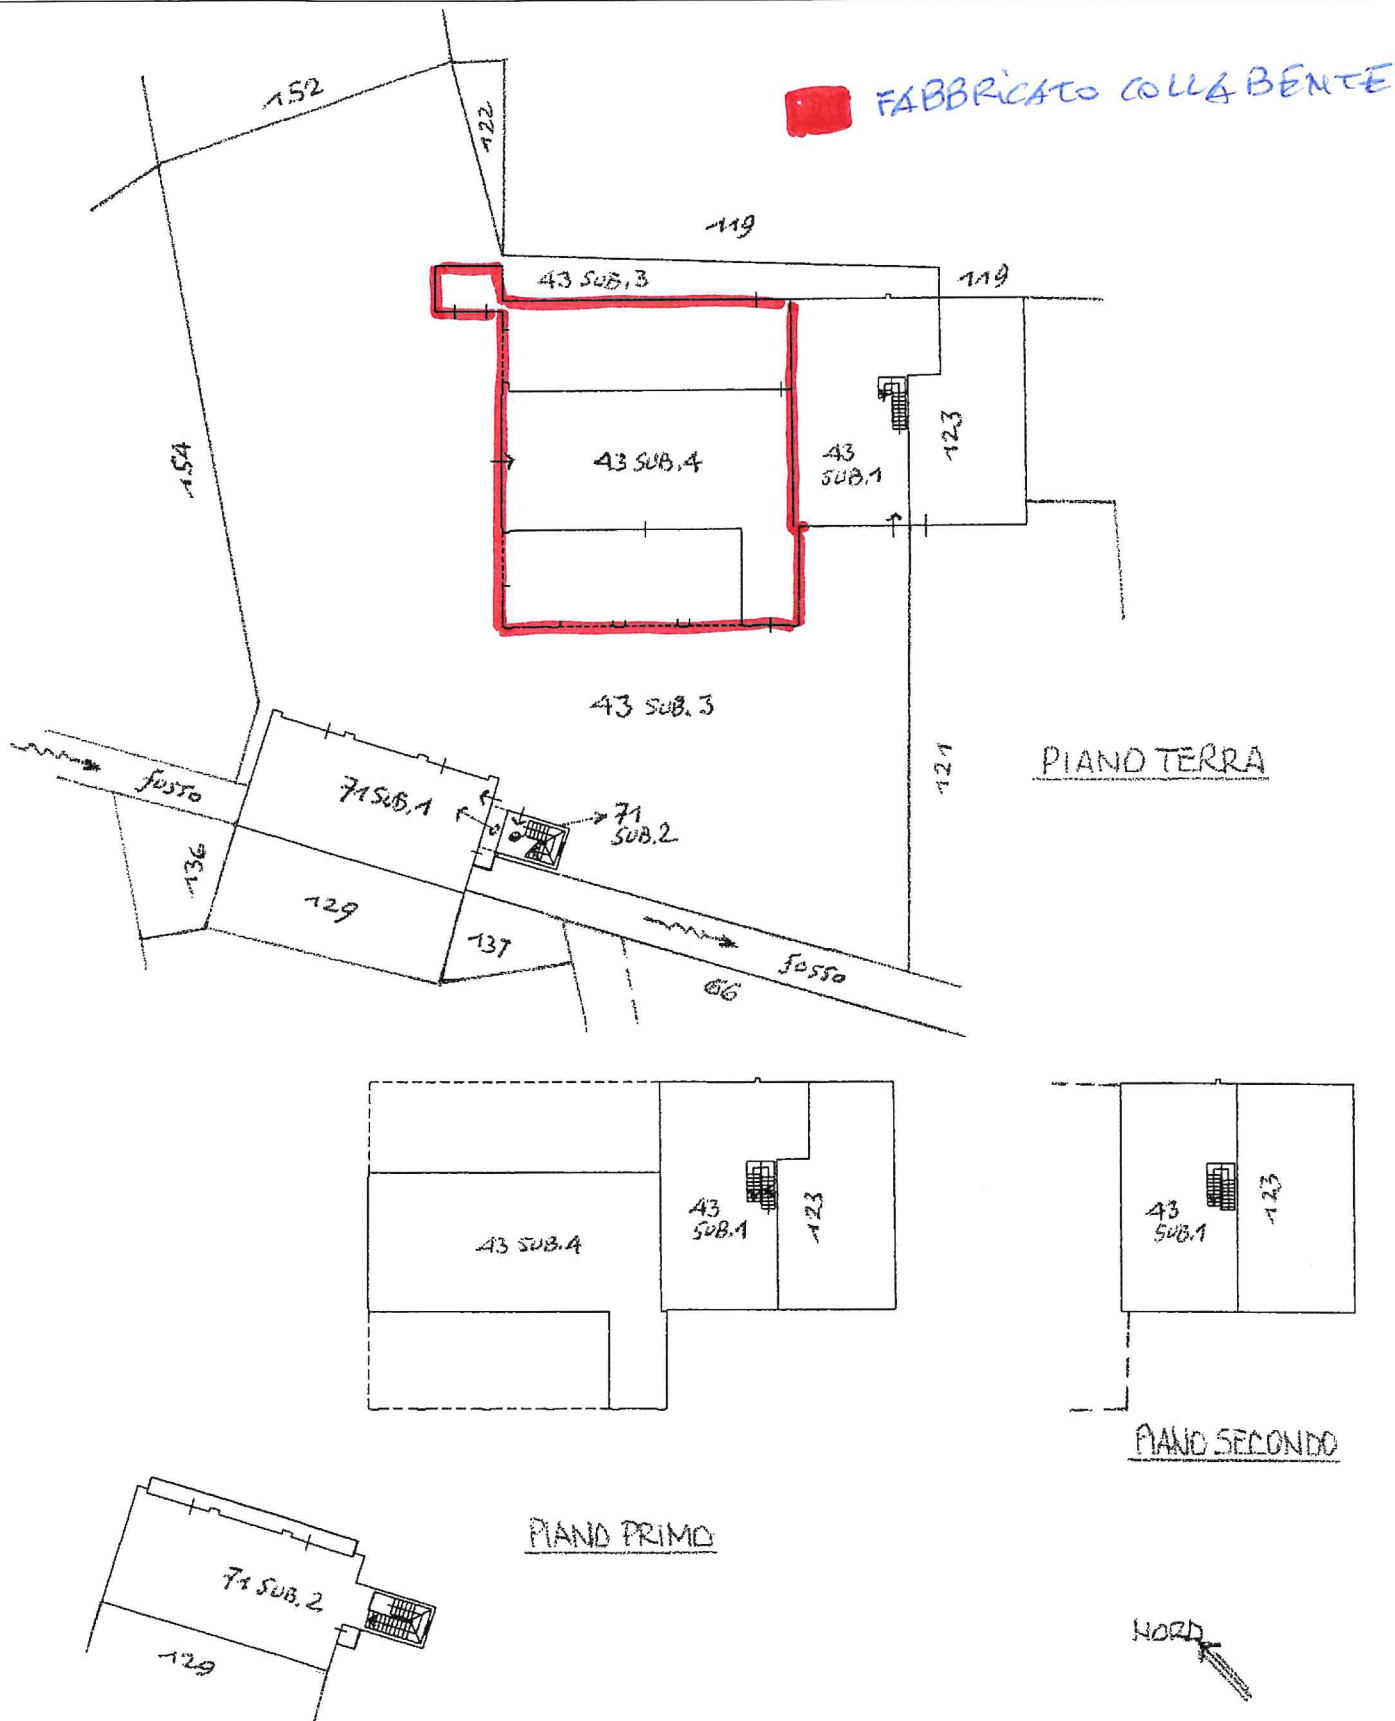 FABBRICATO COLLABENTE
152
122
119
43 SUB.3
119
154
43 SUB.4
43
SUB.1
123
43 SUB.3
121
PIANO TERRA
fosso
71 SUB.1
71
SUB.2
136
129
137
fosso
66
43 SUB.4
43
SUB.1
123
43
SUB.1
123
PIANO SECONDO
PIANO PRIMO
71 SUB.2
129
NORD